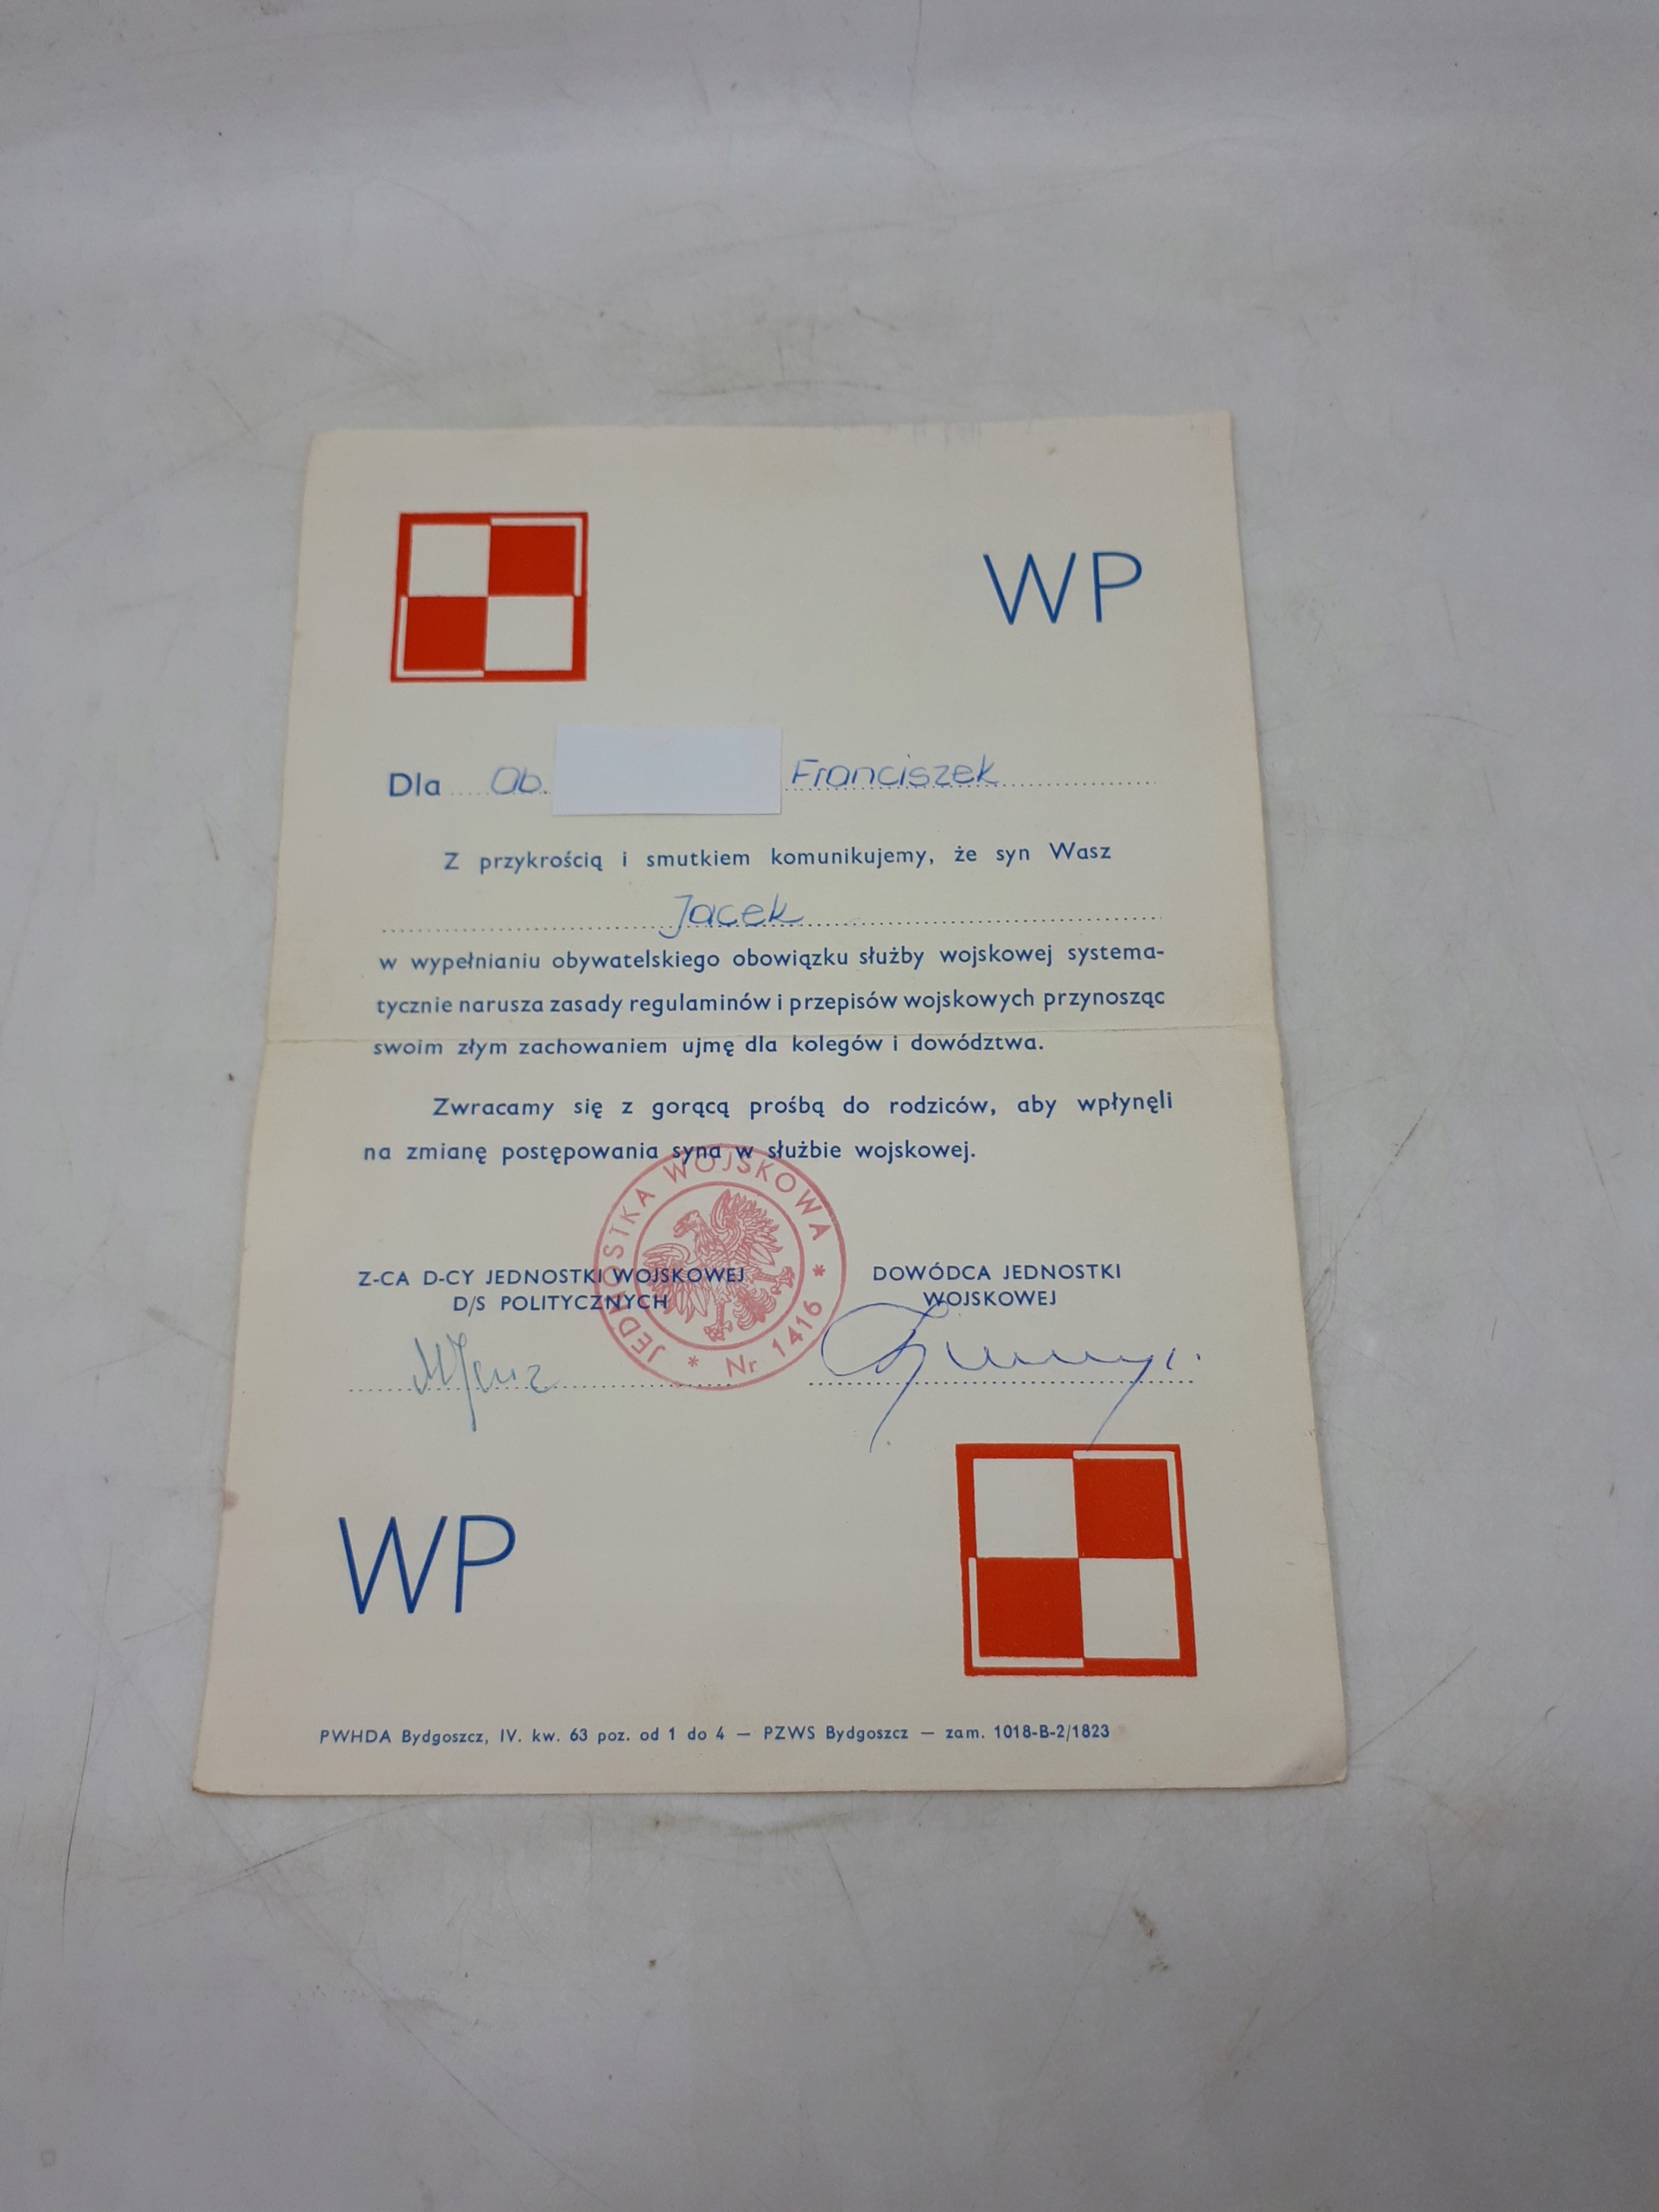 WP
Dla Ob. Franciszek
Z przykrością i smutkiem komunikujemy, że syn Wasz
Jacek
w wypełnianiu obywatelskiego obowiązku służby wojskowej systema-
tycznie narusza zasady regulaminów i przepisów wojskowych przynosząc
swoim złym zachowaniem ujmę dla kolegów i dowództwa.
Zwracamy się z gorącą prośbą do rodziców, aby wpłynęli
na zmianę postępowania syna w służbie wojskowej.
JEDNOSTKA WOJSKOWA * Nr 1416 *
Z-CA D-CY JEDNOSTKI WOJSKOWEJ
D/S POLITYCZNYCH
DOWÓDCA JEDNOSTKI
WOJSKOWEJ
WP
PWHDA Bydgoszcz, IV. kw. 63 poz. od 1 do 4 — PZWS Bydgoszcz — zam. 1018-B-2/1823